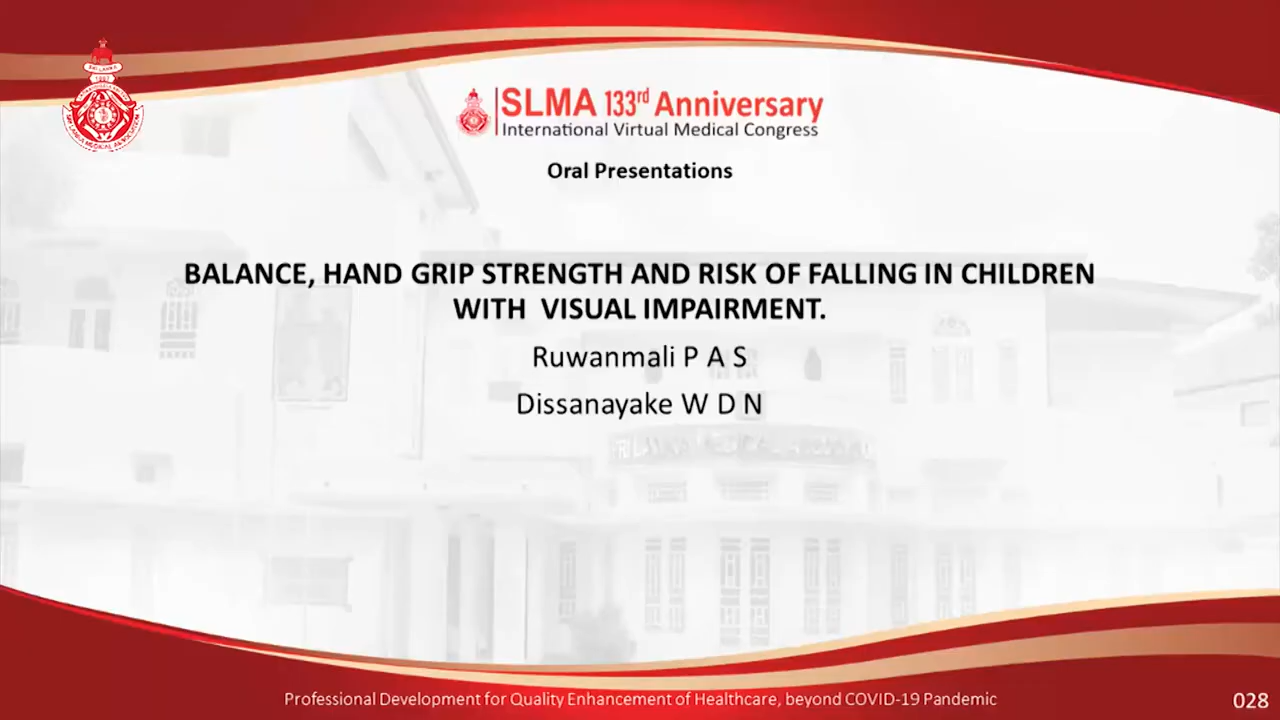 SLMA 133rd Anniversary
International Virtual Medical Congress
Oral Presentations
BALANCE, HAND GRIP STRENGTH AND RISK OF FALLING IN CHILDREN
WITH VISUAL IMPAIRMENT.
Ruwanmali P A S
Dissanayake W D N
Professional Development for Quality Enhancement of Healthcare, beyond COVID-19 Pandemic
028